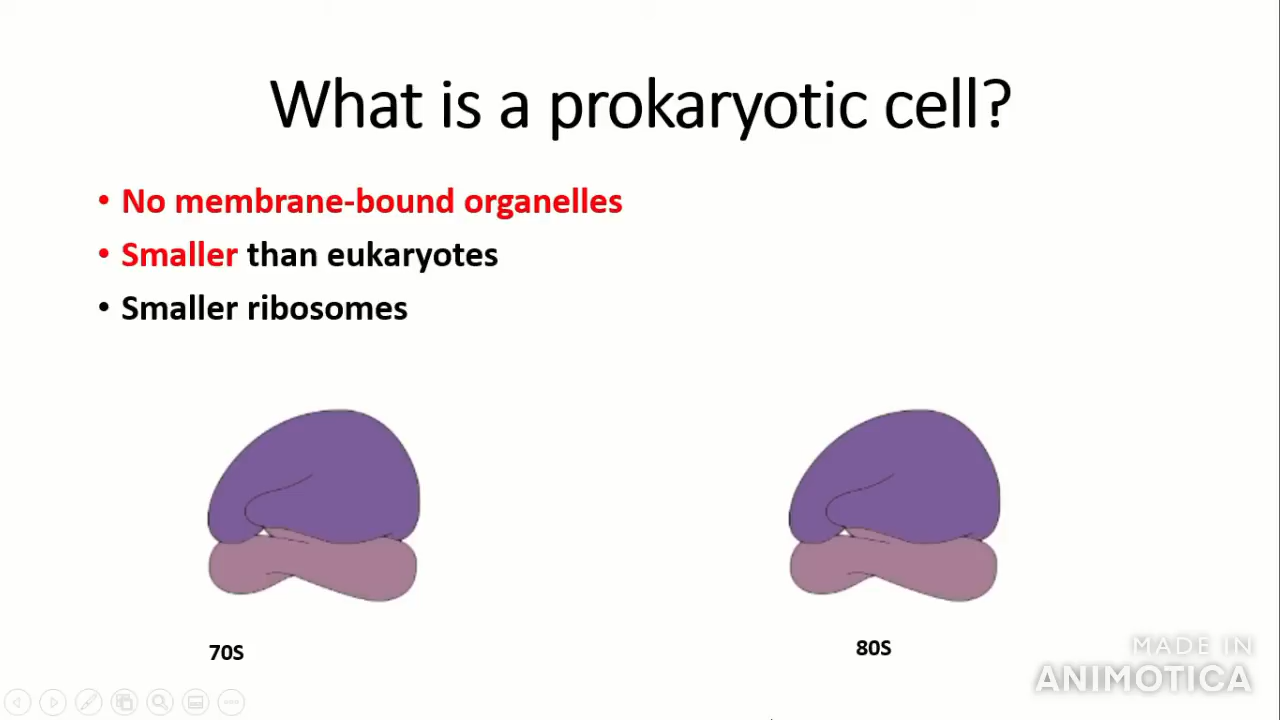 What is a prokaryotic cell?
• No membrane-bound organelles
• Smaller than eukaryotes
• Smaller ribosomes
70S
80S
MADE IN
ANIMOTICA